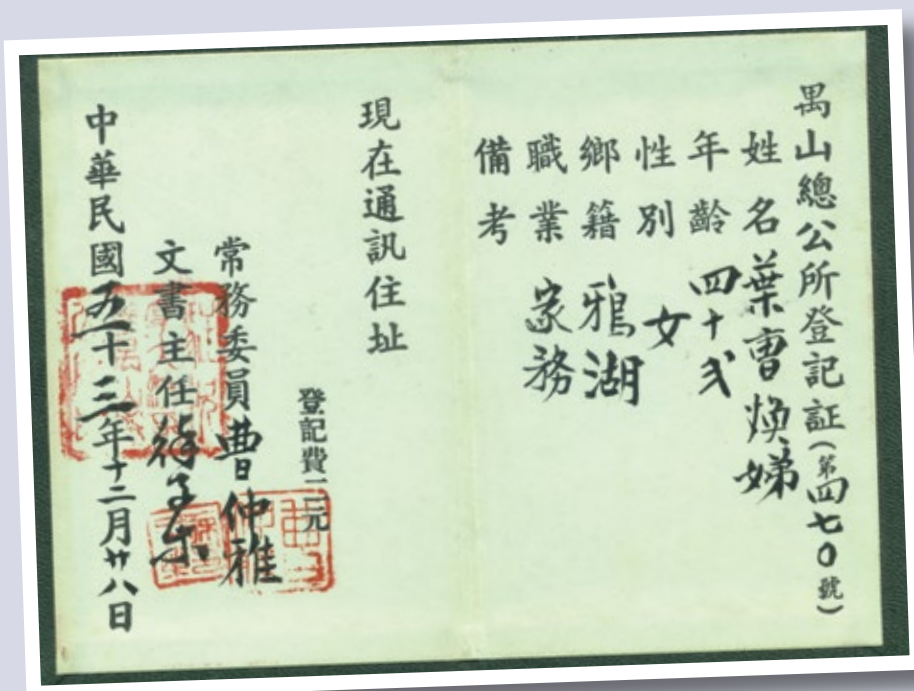 禺山總公所登記証(第四七〇號)
姓名葉曹煥娣
年齡四十弍
性別女
鄉籍鴉湖
職業家務
備考
現在通訊住址
登記費二元
常務委員曹仲雅
文書主任
中華民國五十三年十二月廿八日